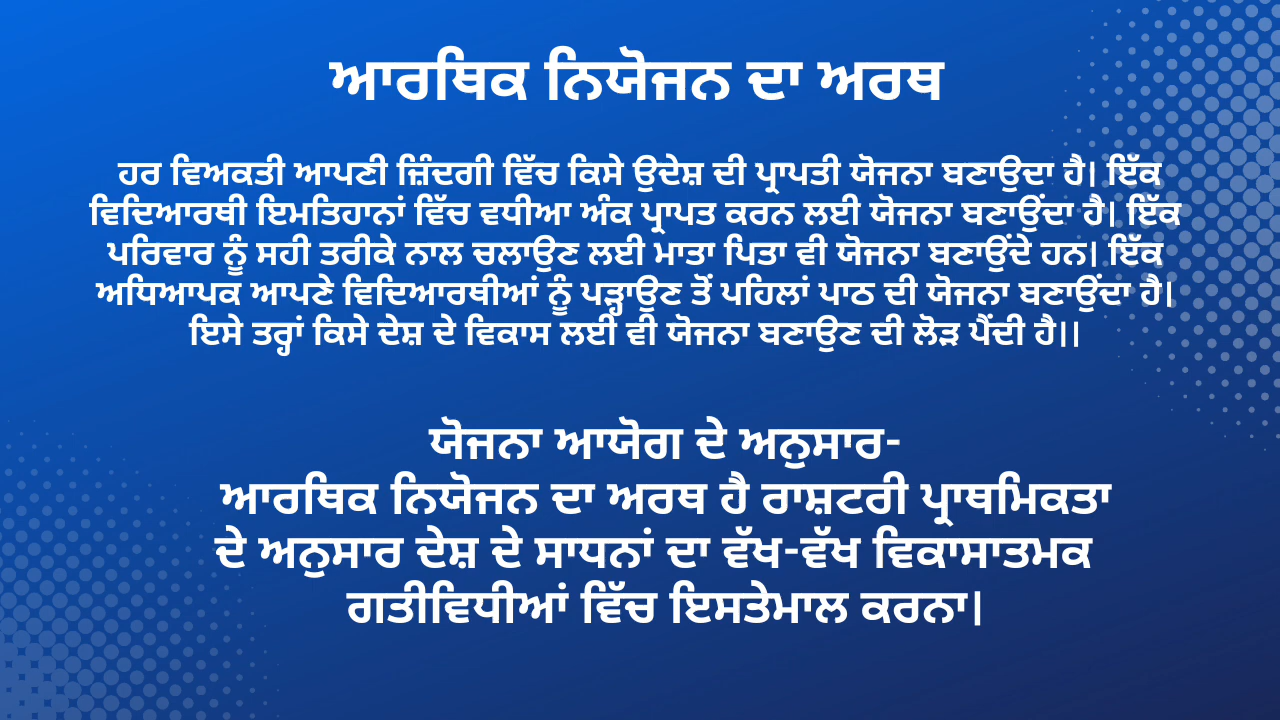 ਆਰਥਿਕ ਨਿਯੋਜਨ ਦਾ ਅਰਥ
ਹਰ ਵਿਅਕਤੀ ਆਪਣੀ ਜ਼ਿੰਦਗੀ ਵਿੱਚ ਕਿਸੇ ਉਦੇਸ਼ ਦੀ ਪ੍ਰਾਪਤੀ ਯੋਜਨਾ ਬਣਾਉਦਾ ਹੈ| ਇੱਕ
ਵਿਦਿਆਰਥੀ ਇਮਤਿਹਾਨਾਂ ਵਿੱਚ ਵਧੀਆ ਅੰਕ ਪ੍ਰਾਪਤ ਕਰਨ ਲਈ ਯੋਜਨਾ ਬਣਾਉਂਦਾ ਹੈ| ਇੱਕ
ਪਰਿਵਾਰ ਨੂੰ ਸਹੀ ਤਰੀਕੇ ਨਾਲ ਚਲਾਉਣ ਲਈ ਮਾਤਾ ਪਿਤਾ ਵੀ ਯੋਜਨਾ ਬਣਾਉਂਦੇ ਹਨ| ਇੱਕ
ਅਧਿਆਪਕ ਆਪਣੇ ਵਿਦਿਆਰਥੀਆਂ ਨੂੰ ਪੜ੍ਹਾਉਣ ਤੋਂ ਪਹਿਲਾਂ ਪਾਠ ਦੀ ਯੋਜਨਾ ਬਣਾਉਂਦਾ ਹੈ|
ਇਸੇ ਤਰ੍ਹਾਂ ਕਿਸੇ ਦੇਸ਼ ਦੇ ਵਿਕਾਸ ਲਈ ਵੀ ਯੋਜਨਾ ਬਣਾਉਣ ਦੀ ਲੋੜ ਪੈਂਦੀ ਹੈ||
ਯੋਜਨਾ ਆਯੋਗ ਦੇ ਅਨੁਸਾਰ-
ਆਰਥਿਕ ਨਿਯੋਜਨ ਦਾ ਅਰਥ ਹੈ ਰਾਸ਼ਟਰੀ ਪ੍ਰਾਥਮਿਕਤਾ
ਦੇ ਅਨੁਸਾਰ ਦੇਸ਼ ਦੇ ਸਾਧਨਾਂ ਦਾ ਵੱਖ-ਵੱਖ ਵਿਕਾਸਾਤਮਕ
ਗਤੀਵਿਧੀਆਂ ਵਿੱਚ ਇਸਤੇਮਾਲ ਕਰਨਾ|